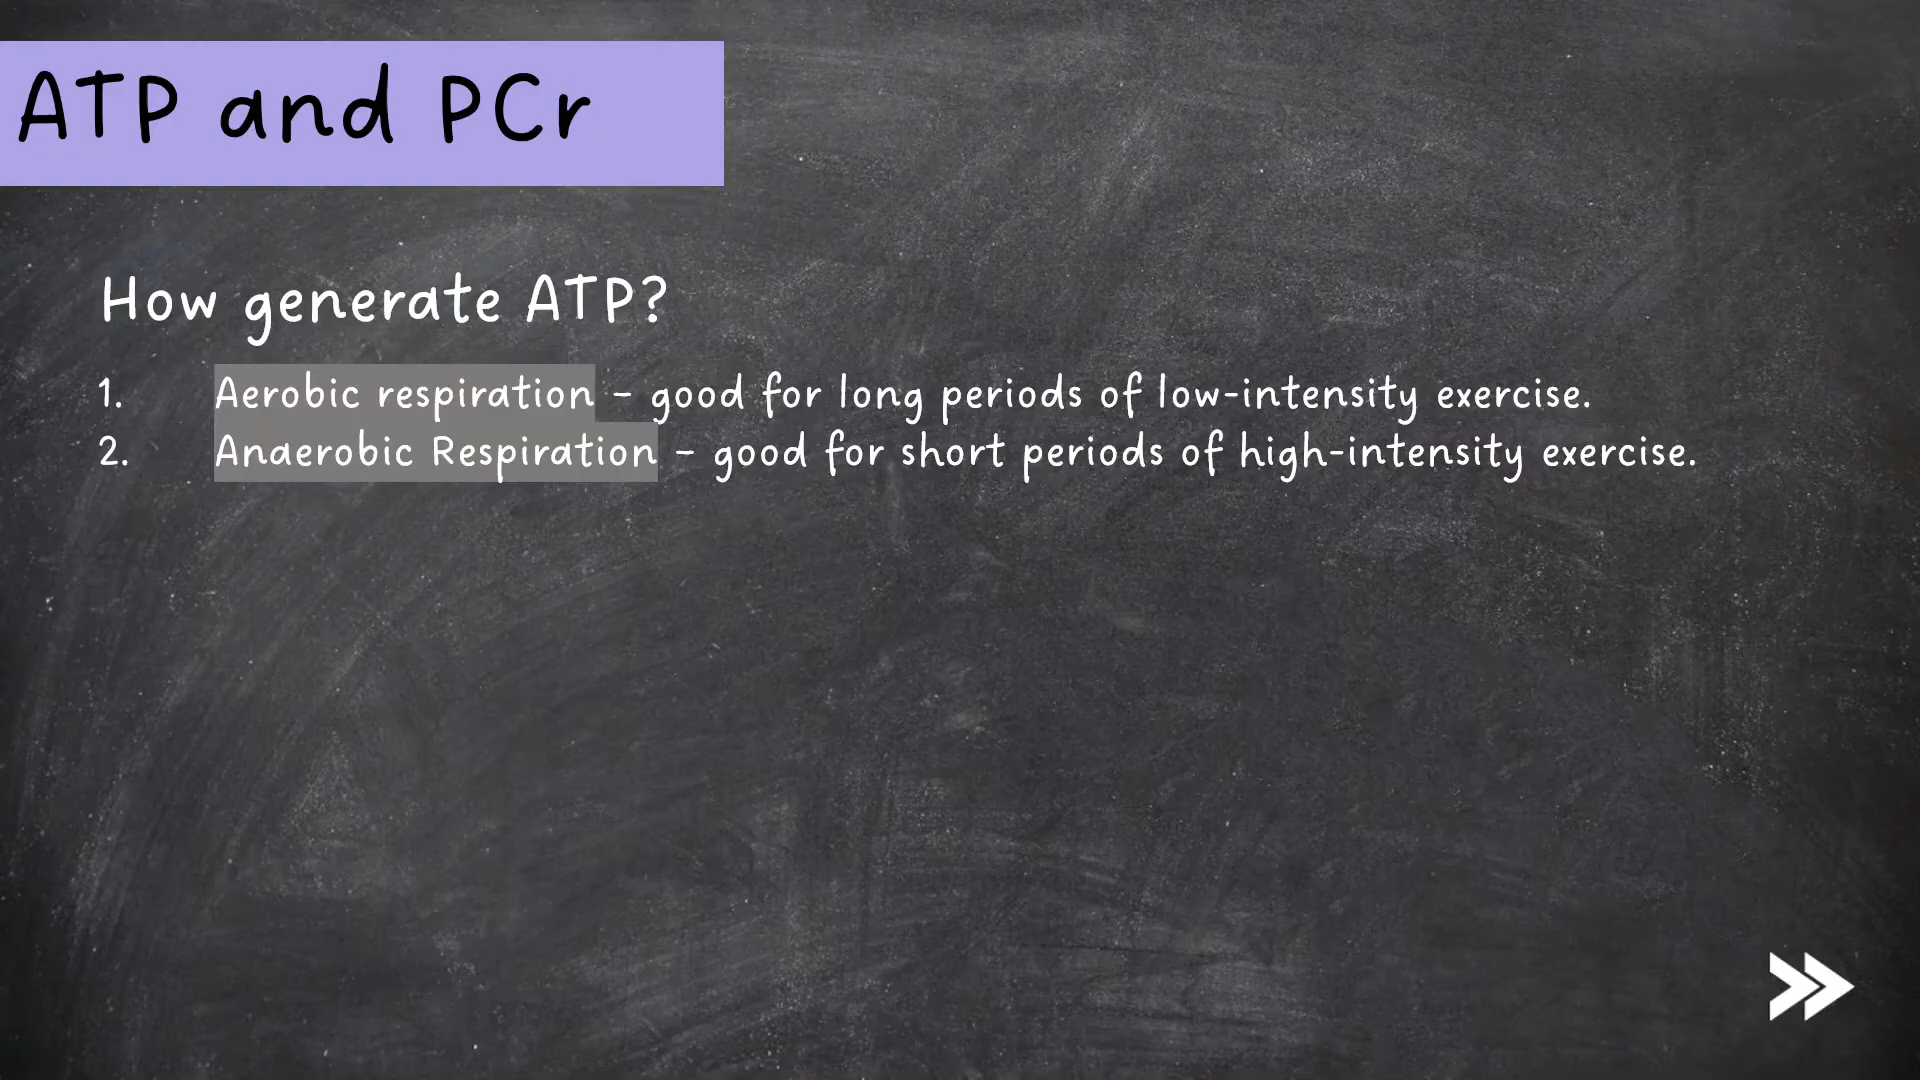 ATP and PCr
How generate ATP?
1. Aerobic respiration – good for long periods of low-intensity exercise.
2. Anaerobic Respiration – good for short periods of high-intensity exercise.